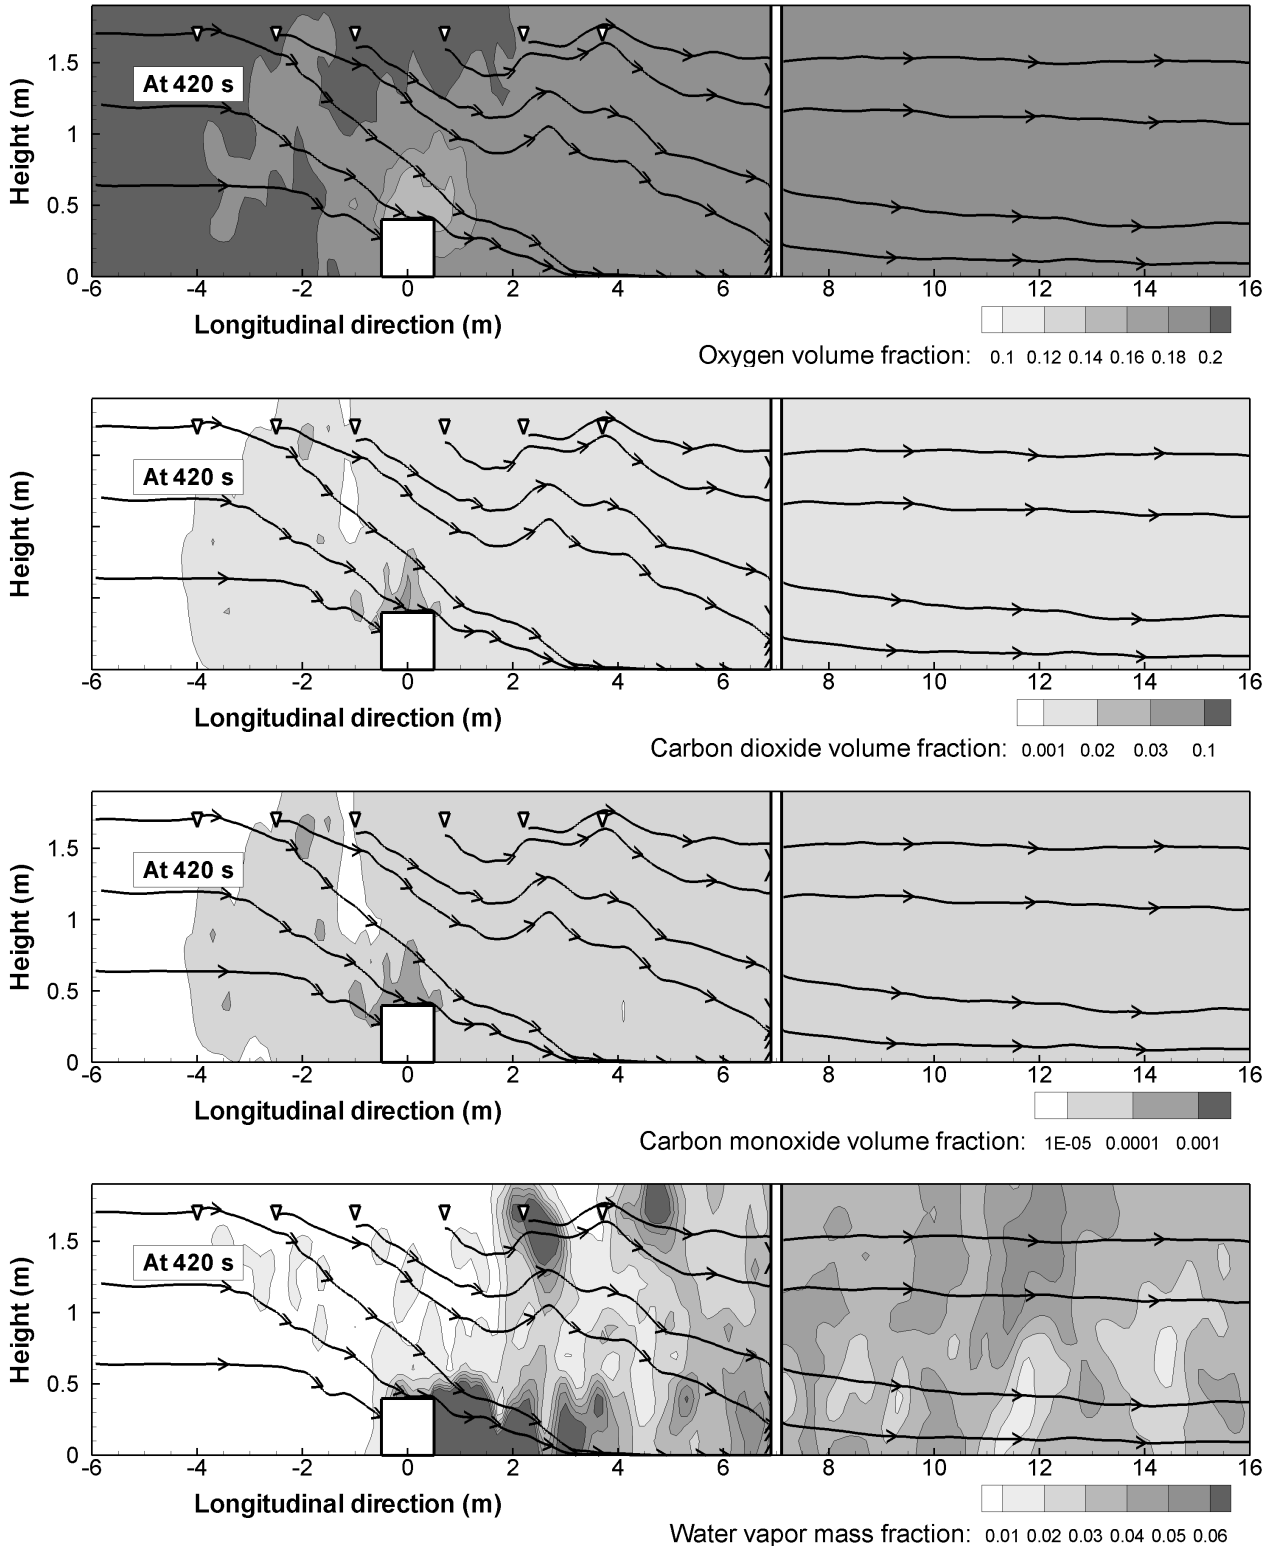 1.5
At 420 s
1
0.5
0
Height (m)
-6 -4 -2 0 2 4 6 8 10 12 14 16
Longitudinal direction (m)
Oxygen volume fraction: 0.1 0.12 0.14 0.16 0.18 0.2
At 420 s
Height (m)
-6 -4 -2 0 2 4 6 8 10 12 14 16
Longitudinal direction (m)
Carbon dioxide volume fraction: 0.001 0.02 0.03 0.1
1.5
At 420 s
1
0.5
0
Height (m)
-6 -4 -2 0 2 4 6 8 10 12 14 16
Longitudinal direction (m)
Carbon monoxide volume fraction: 1E-05 0.0001 0.001
1.5
At 420 s
1
0.5
0
Height (m)
-6 -4 -2 0 2 4 6 8 10 12 14 16
Longitudinal direction (m)
Water vapor mass fraction: 0.01 0.02 0.03 0.04 0.05 0.06